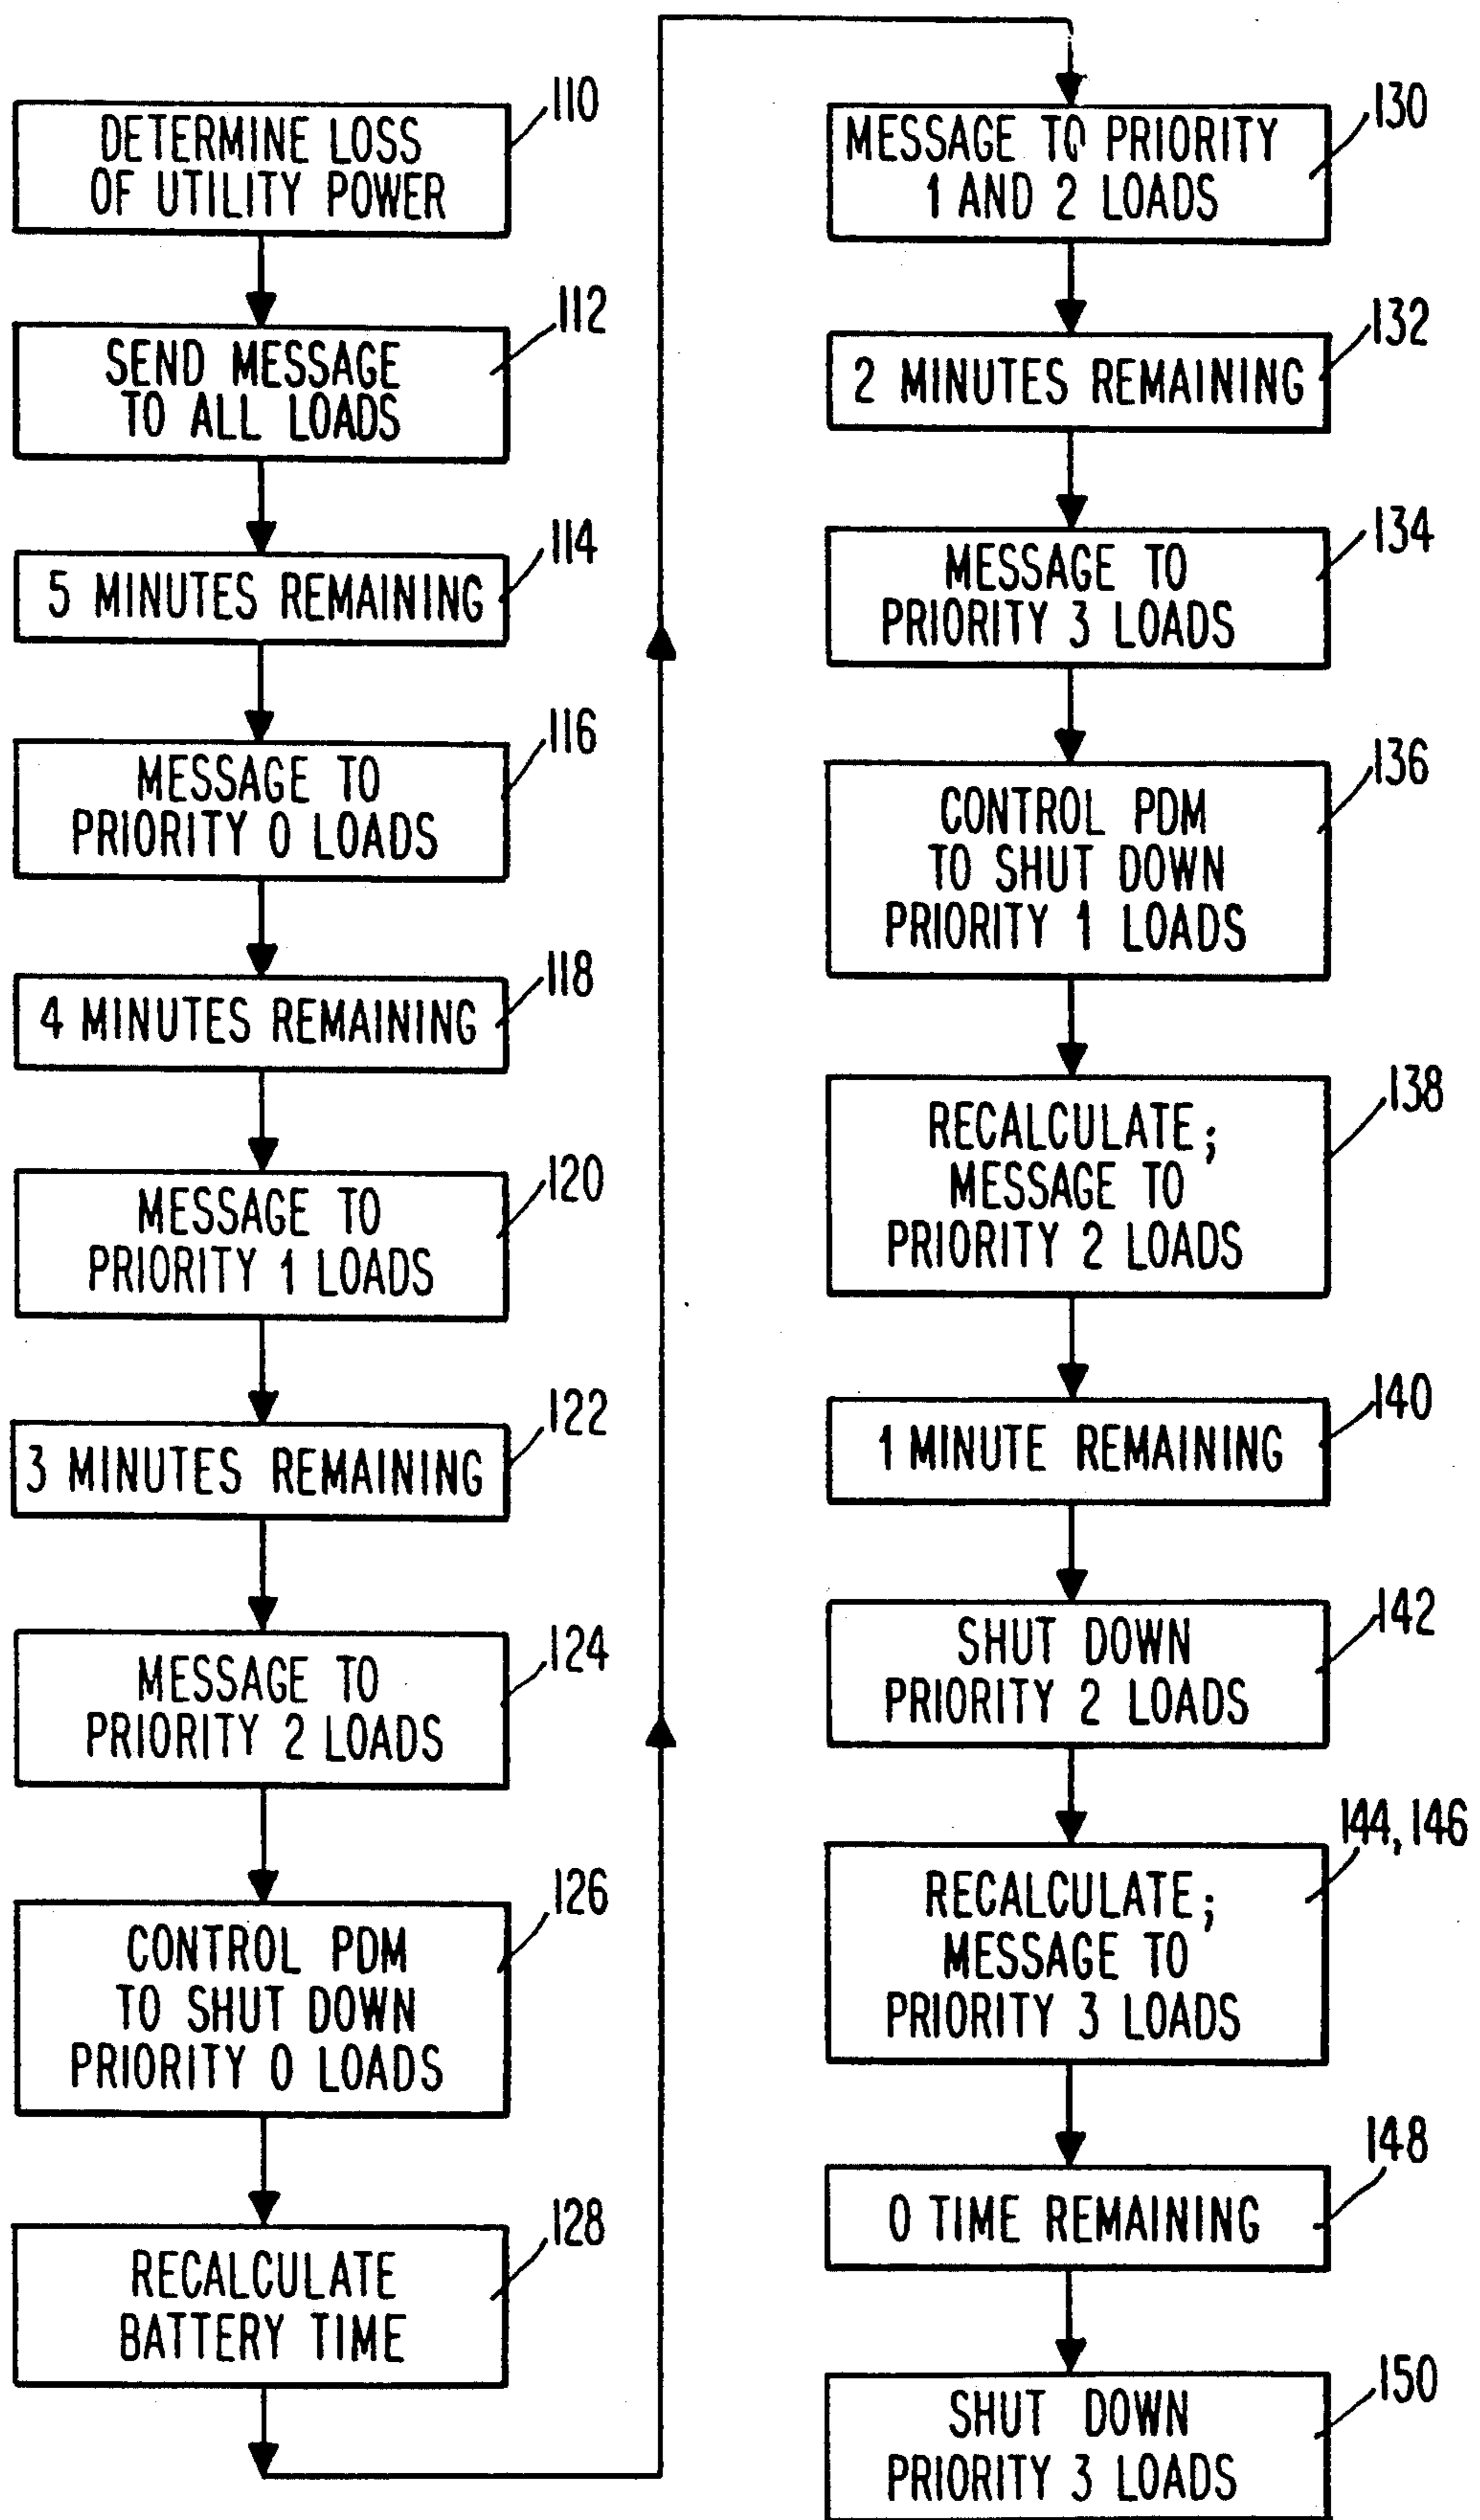 110
DETERMINE LOSS
OF UTILITY POWER
112
SEND MESSAGE
TO ALL LOADS
114
5 MINUTES REMAINING
116
MESSAGE TO
PRIORITY 0 LOADS
118
4 MINUTES REMAINING
120
MESSAGE TO
PRIORITY 1 LOADS
122
3 MINUTES REMAINING
124
MESSAGE TO
PRIORITY 2 LOADS
126
CONTROL PDM
TO SHUT DOWN
PRIORITY 0 LOADS
128
RECALCULATE
BATTERY TIME
130
MESSAGE TO PRIORITY
1 AND 2 LOADS
132
2 MINUTES REMAINING
134
MESSAGE TO
PRIORITY 3 LOADS
136
CONTROL PDM
TO SHUT DOWN
PRIORITY 1 LOADS
138
RECALCULATE;
MESSAGE TO
PRIORITY 2 LOADS
140
1 MINUTE REMAINING
142
SHUT DOWN
PRIORITY 2 LOADS
144, 146
RECALCULATE;
MESSAGE TO
PRIORITY 3 LOADS
148
0 TIME REMAINING
150
SHUT DOWN
PRIORITY 3 LOADS